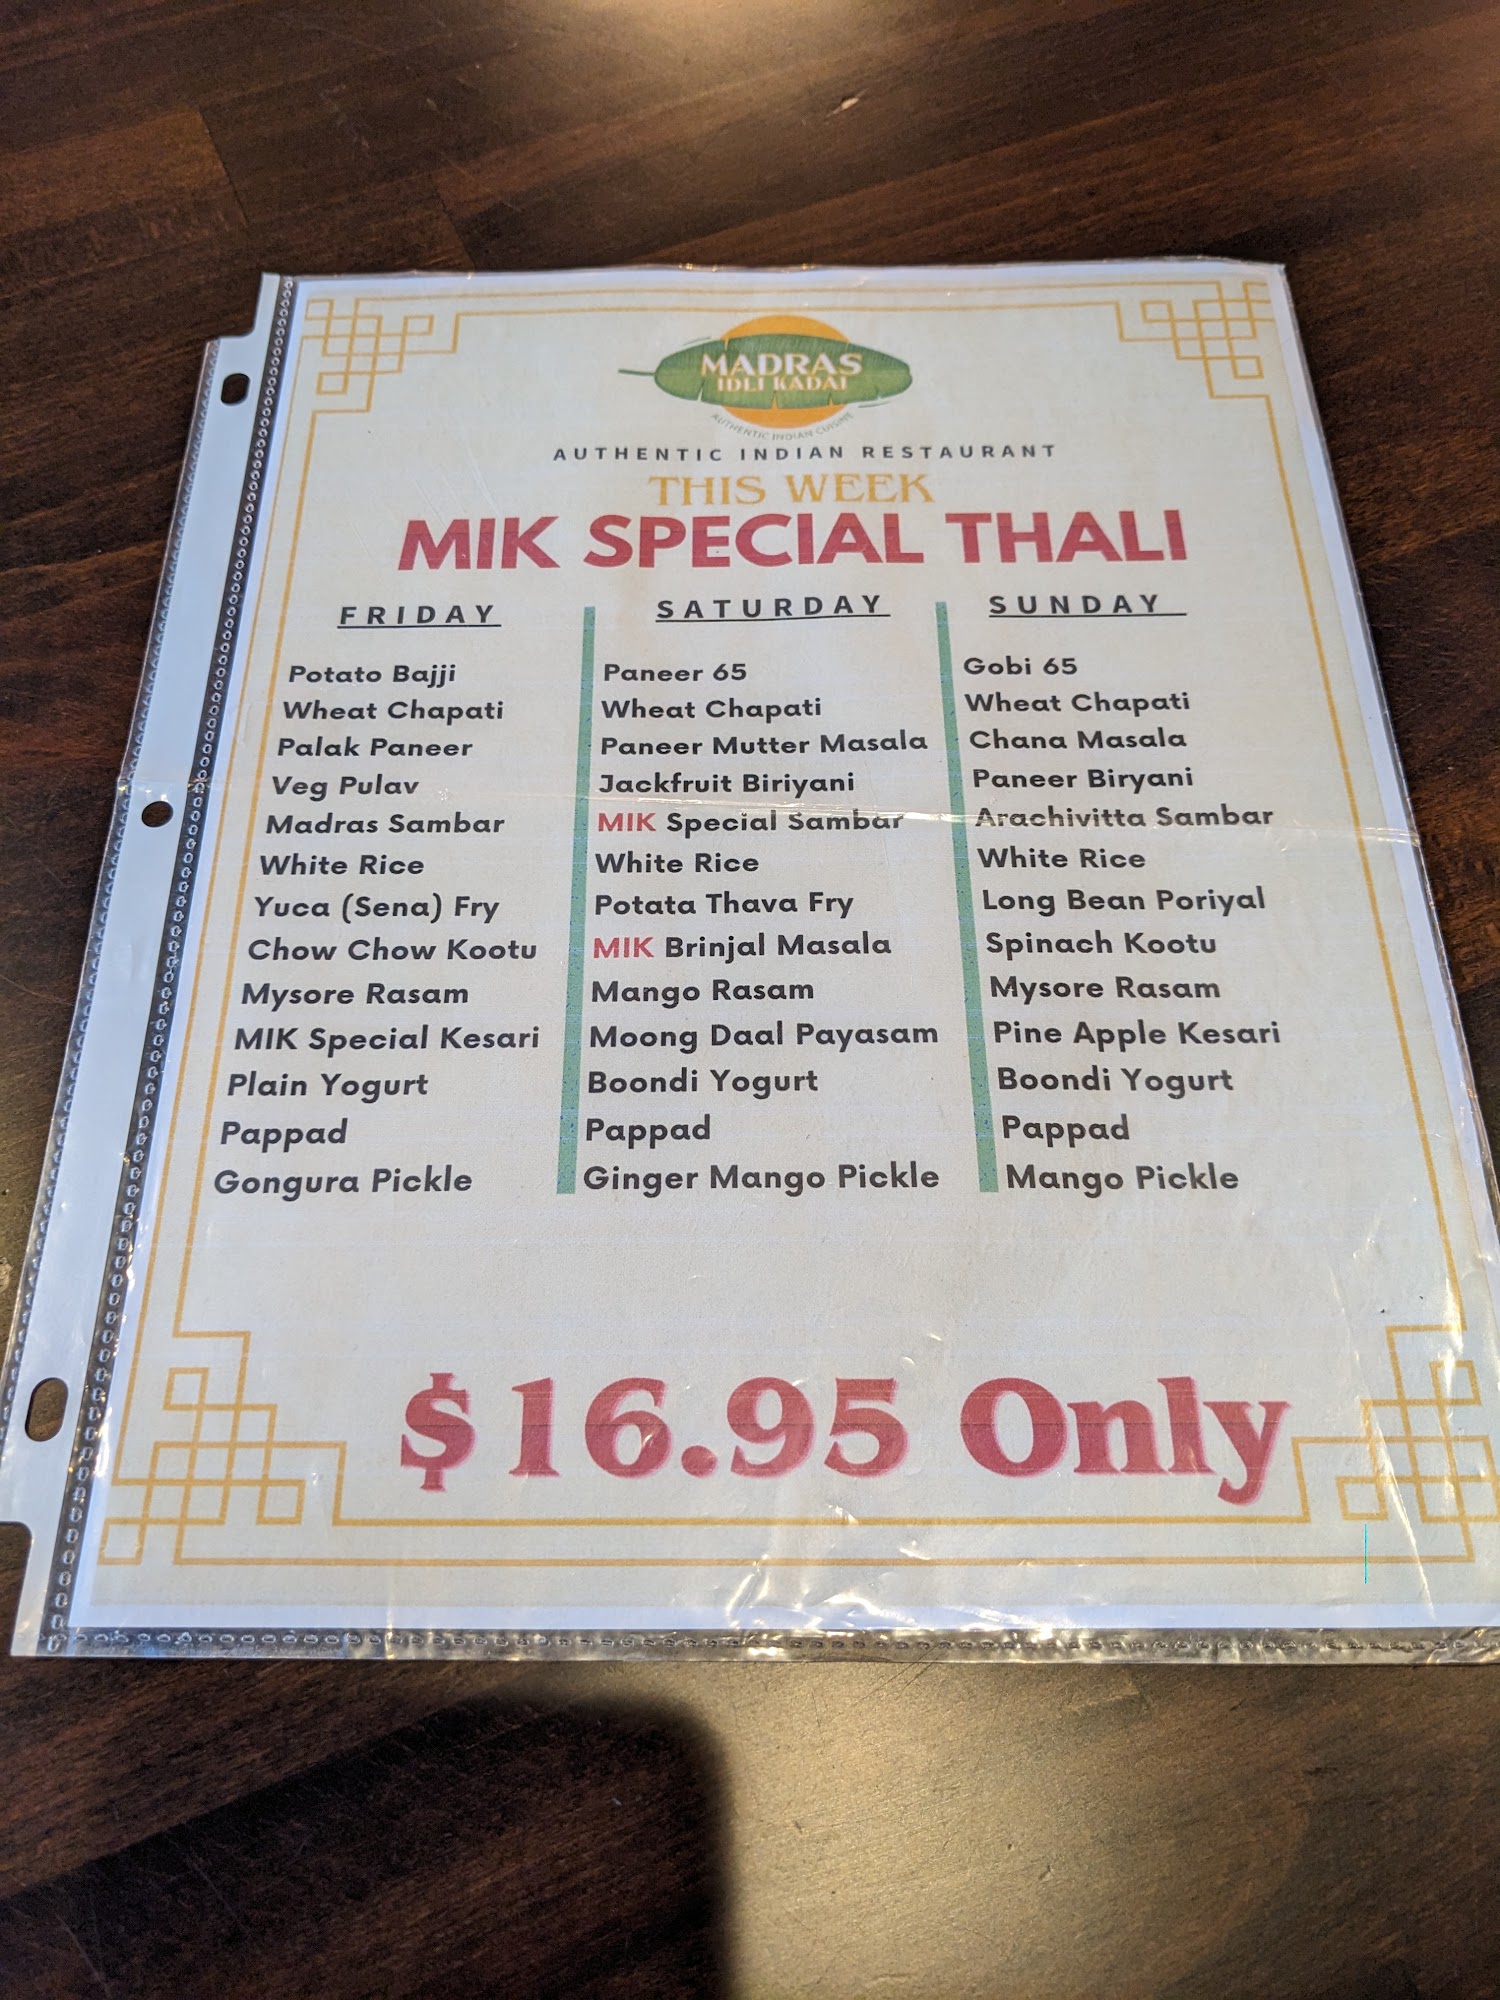 MADRAS
IDLI KADAI
AUTHENTIC INDIAN CUISINE
AUTHENTIC INDIAN RESTAURANT
THIS WEEK
MIK SPECIAL THALI
FRIDAY
Potato Bajji
Wheat Chapati
Palak Paneer
Veg Pulav
Madras Sambar
White Rice
Yuca (Sena) Fry
Chow Chow Kootu
Mysore Rasam
MIK Special Kesari
Plain Yogurt
Pappad
Gongura Pickle
SATURDAY
Paneer 65
Wheat Chapati
Paneer Mutter Masala
Jackfruit Biriyani
MIK Special Sambar
White Rice
Potata Thava Fry
MIK Brinjal Masala
Mango Rasam
Moong Daal Payasam
Boondi Yogurt
Pappad
Ginger Mango Pickle
SUNDAY
Gobi 65
Wheat Chapati
Chana Masala
Paneer Biryani
Arachivitta Sambar
White Rice
Long Bean Poriyal
Spinach Kootu
Mysore Rasam
Pine Apple Kesari
Boondi Yogurt
Pappad
Mango Pickle
$16.95 Only